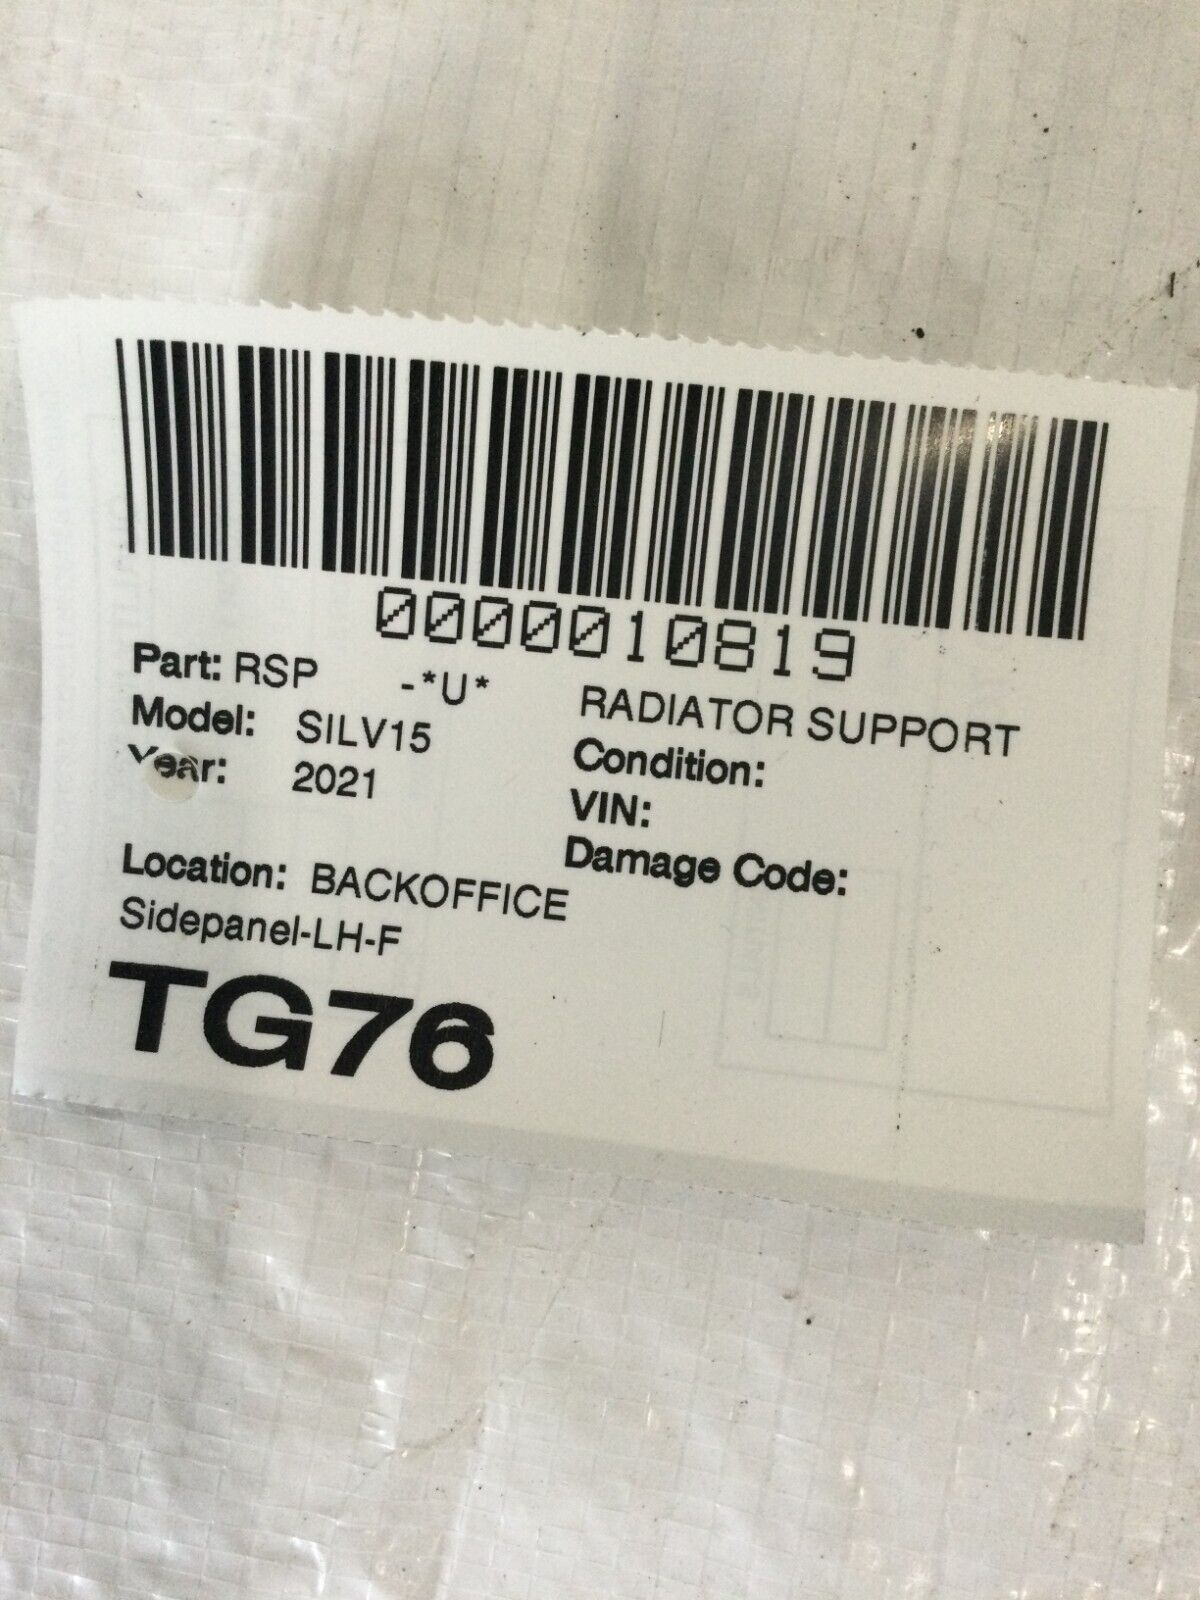 0000010819
Part: RSP -*U* RADIATOR SUPPORT
Model: SILV15 Condition:
Year: 2021 VIN:
Damage Code:
Location: BACKOFFICE
Sidepanel-LH-F
TG76